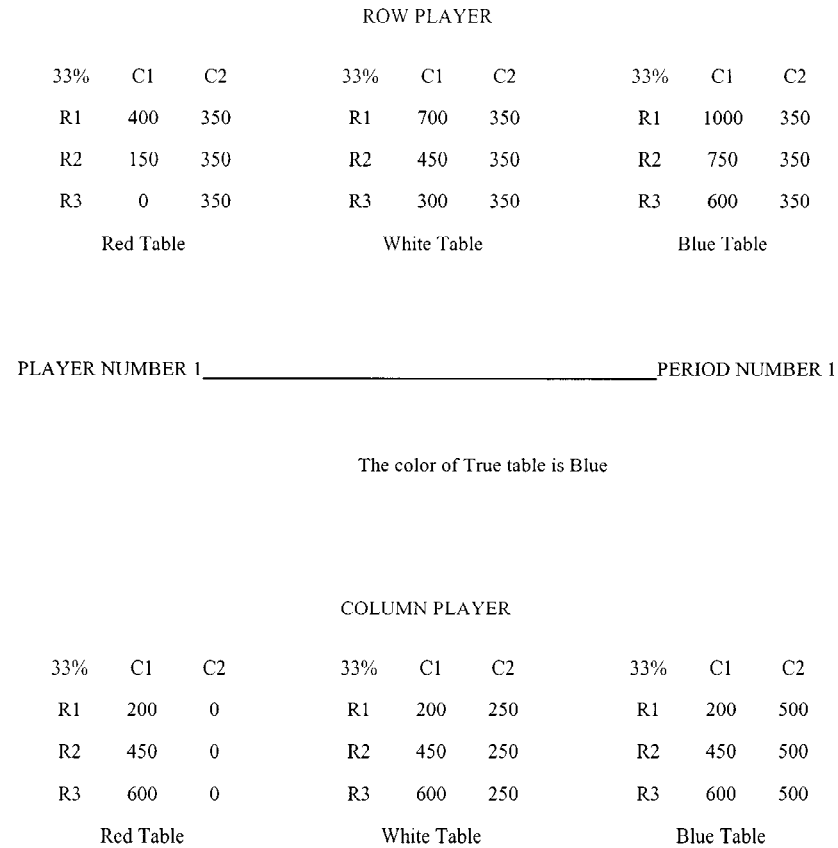 ROW PLAYER
33% C1 C2 33% C1 C2 33% C1 C2
R1 400 350 R1 700 350 R1 1000 350
R2 150 350 R2 450 350 R2 750 350
R3 0 350 R3 300 350 R3 600 350
Red Table White Table Blue Table
PLAYER NUMBER 1 PERIOD NUMBER 1
The color of True table is Blue
COLUMN PLAYER
33% C1 C2 33% C1 C2 33% C1 C2
R1 200 0 R1 200 250 R1 200 500
R2 450 0 R2 450 250 R2 450 500
R3 600 0 R3 600 250 R3 600 500
Red Table White Table Blue Table